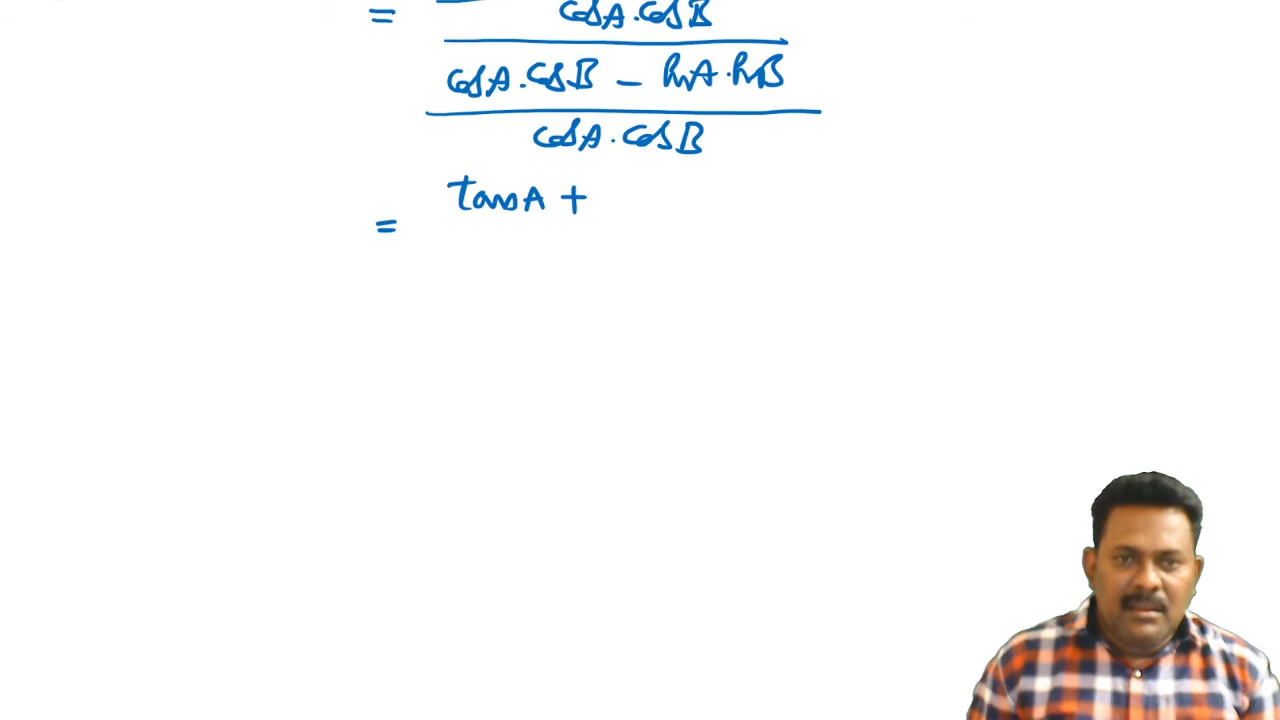 = cosA.cosB
cosA.cosB - sinA.sinB
cosA.cosB
= tanA +